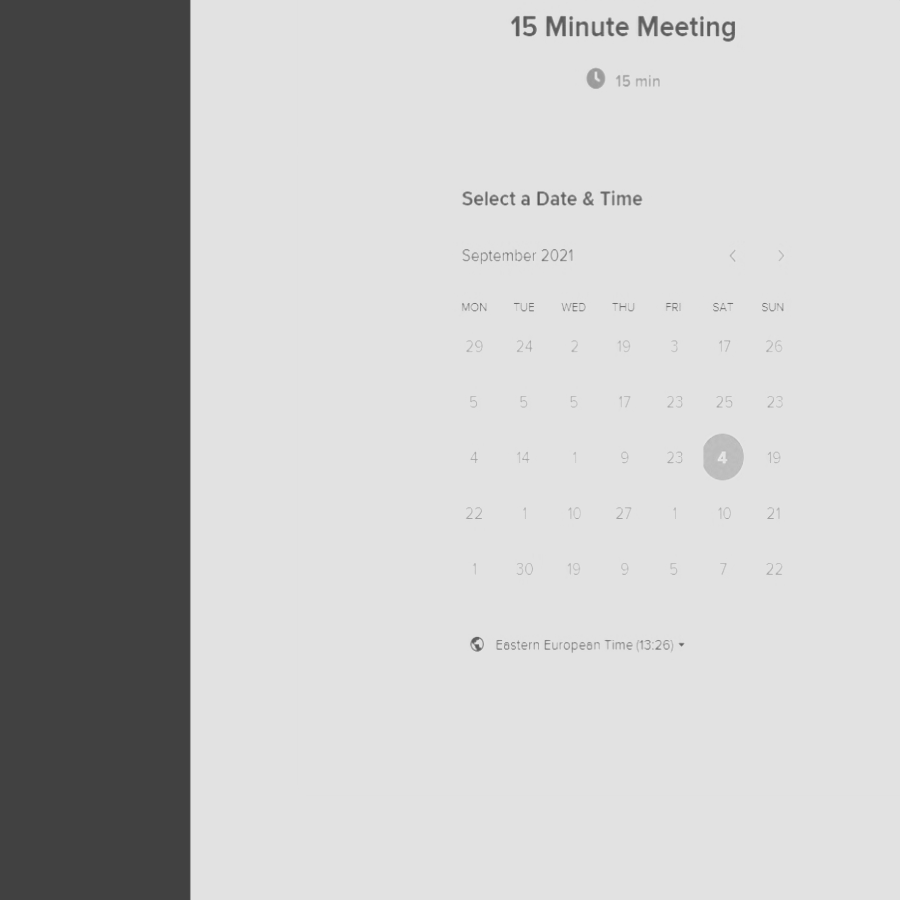 15 Minute Meeting
15 min
Select a Date & Time
September 2021
MON TUE WED THU FRI SAT SUN
29 24 2 19 3 17 26
5 5 5 17 23 25 23
4 14 1 9 23 4 19
22 1 10 27 1 10 21
1 30 19 9 5 7 22
Eastern European Time (13:26)